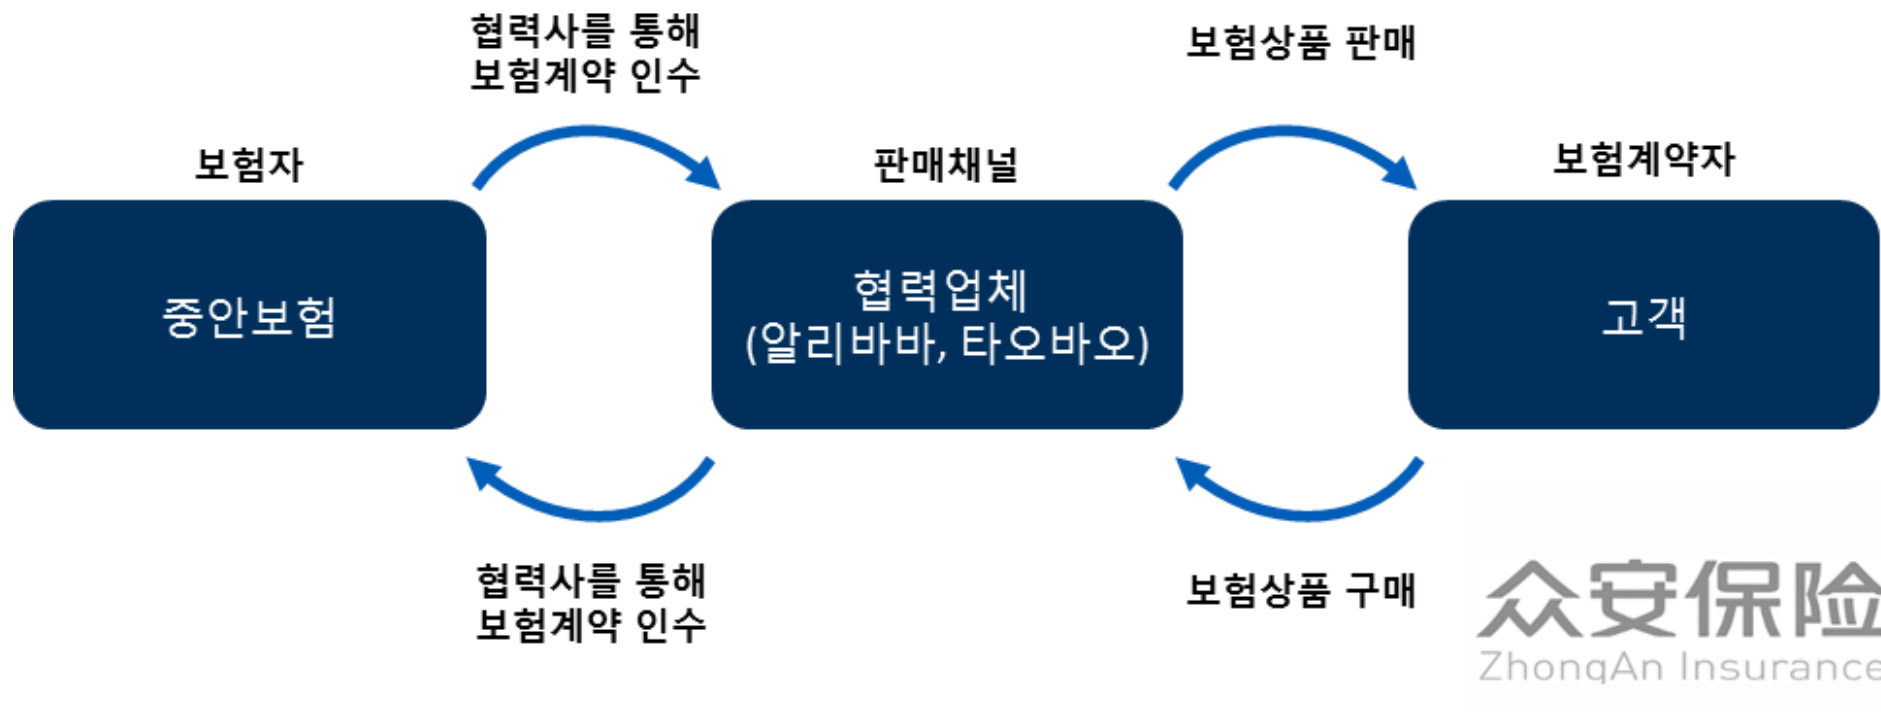 협력사를 통해
보험계약 인수
보험상품 판매
보험자
판매채널
보험계약자
중안보험
협력업체
(알리바바, 타오바오)
고객
협력사를 통해
보험계약 인수
보험상품 구매
众安保险
ZhongAn Insurance